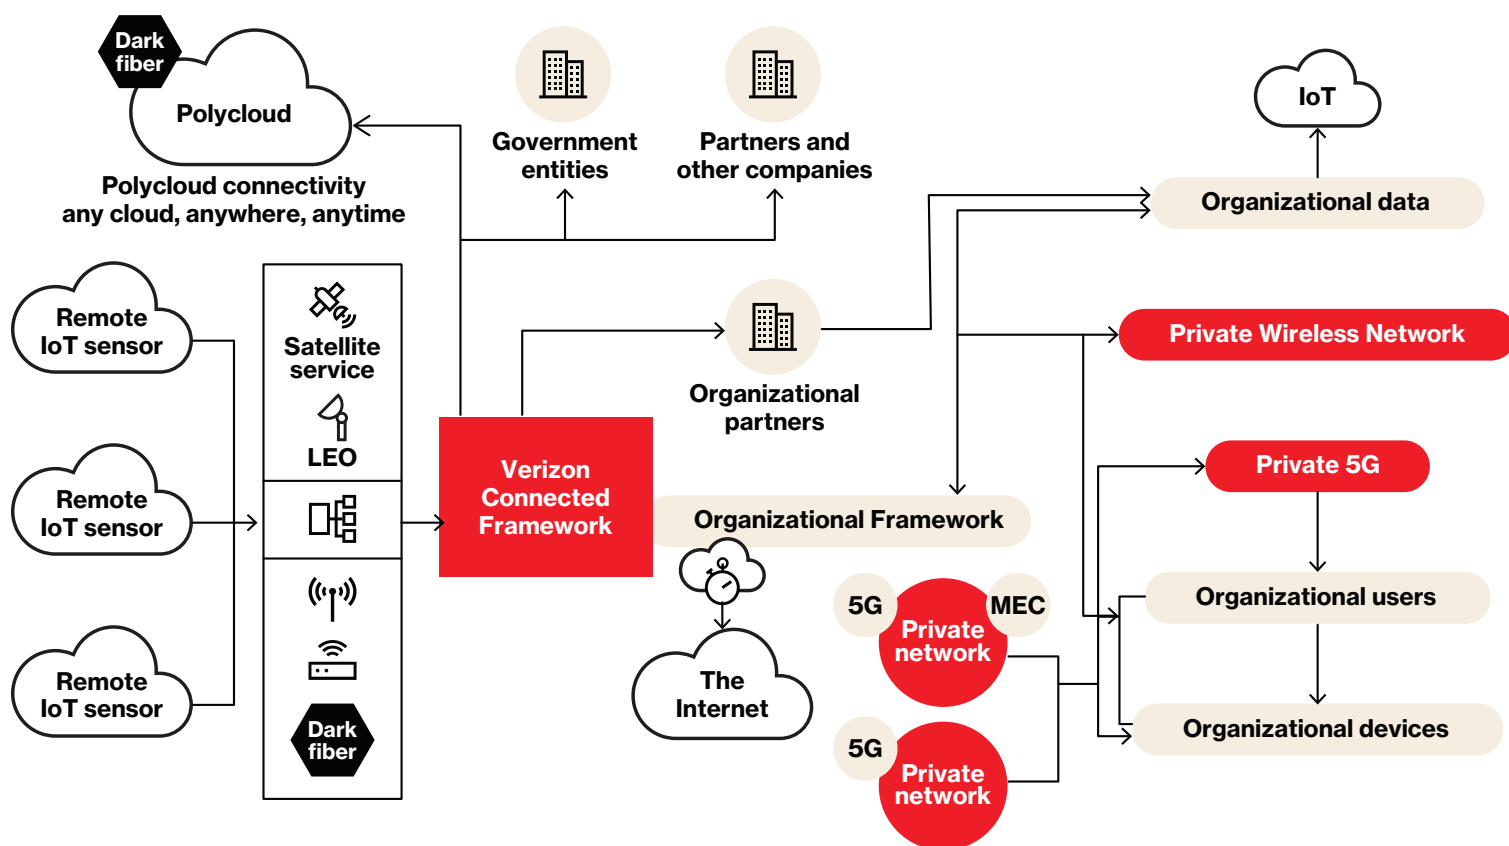 Dark
fiber
Polycloud
Polycloud connectivity
any cloud, anywhere, anytime
Government
entities
Partners and
other companies
IoT
Organizational data
Remote
IoT sensor
Remote
IoT sensor
Remote
IoT sensor
Satellite
service
LEO
Dark
fiber
Verizon
Connected
Framework
Organizational
partners
Organizational Framework
The
Internet
5G
MEC
Private
network
5G
Private
network
Private Wireless Network
Private 5G
Organizational users
Organizational devices